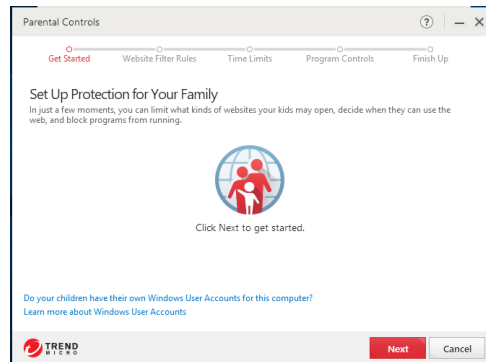 Parental Controls
Get Started Website Filter Rules Time Limits Program Controls Finish Up
Set Up Protection for Your Family
In just a few moments, you can limit what kinds of websites your kids may open, decide when they can use the
web, and block programs from running.
Click Next to get started.
Do your children have their own Windows User Accounts for this computer?
Learn more about Windows User Accounts
TREND
MICRO
Next Cancel